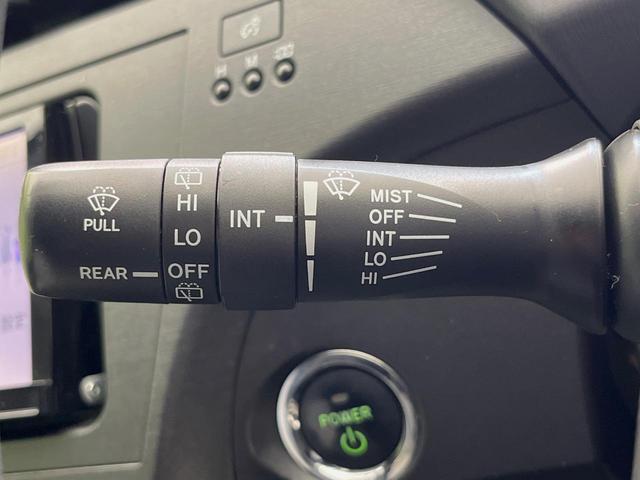 H M
PULL
REAR
HI
LO
OFF
INT
MIST
OFF
INT
LO
HI
POWER